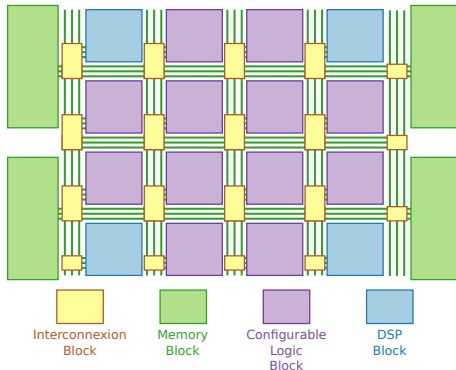 Interconnexion
Block
Memory
Block
Configurable
Logic
Block
DSP
Block